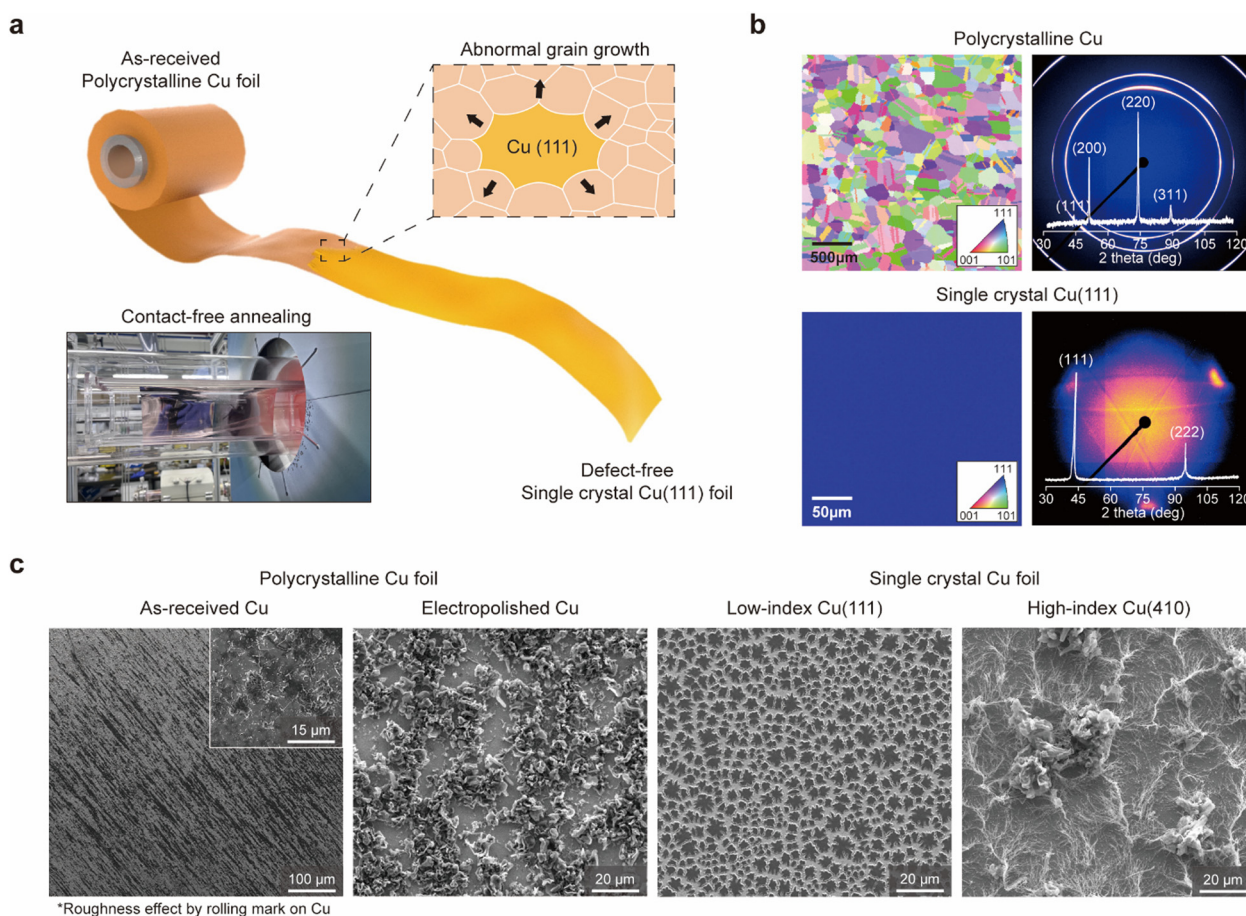 a
As-received
Polycrystalline Cu foil
Abnormal grain growth
Cu (111)
Contact-free annealing
Defect-free
Single crystal Cu(111) foil
b
Polycrystalline Cu
500μm
111
001
101
(111)
(200)
(220)
(311)
30 45 60 75 90 105 120
2 theta (deg)
Single crystal Cu(111)
50μm
111
001
101
(111)
(222)
30 45 60 75 90 105 120
2 theta (deg)
c
Polycrystalline Cu foil
Single crystal Cu foil
As-received Cu
Electropolished Cu
Low-index Cu(111)
High-index Cu(410)
15 μm
100 μm
20 μm
20 μm
20 μm
*Roughness effect by rolling mark on Cu